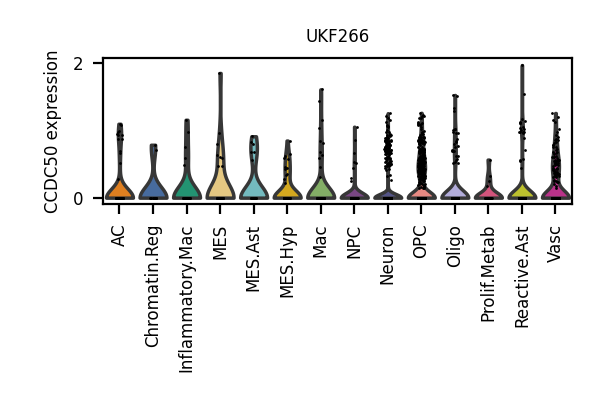 UKF266
CCDC50 expression
2
0
AC
Chromatin.Reg
Inflammatory.Mac
MES
MES.Ast
MES.Hyp
Mac
NPC
Neuron
OPC
Oligo
Prolif.Metab
Reactive.Ast
Vasc